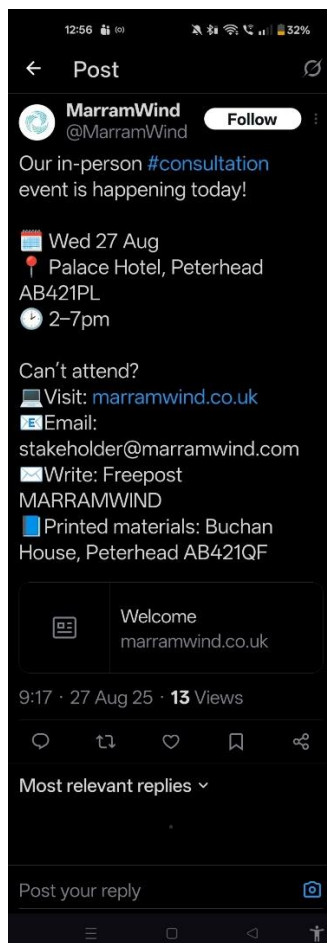 12:56 32%
Post
MarramWind
@MarramWind
Follow
Our in-person #consultation
event is happening today!
Wed 27 Aug
Palace Hotel, Peterhead
AB421PL
2–7pm
Can't attend?
Visit: marramwind.co.uk
Email:
stakeholder@marramwind.com
Write: Freepost
MARRAMWIND
Printed materials: Buchan
House, Peterhead AB421QF
Welcome
marramwind.co.uk
9:17 · 27 Aug 25 · 13 Views
Most relevant replies
Post your reply